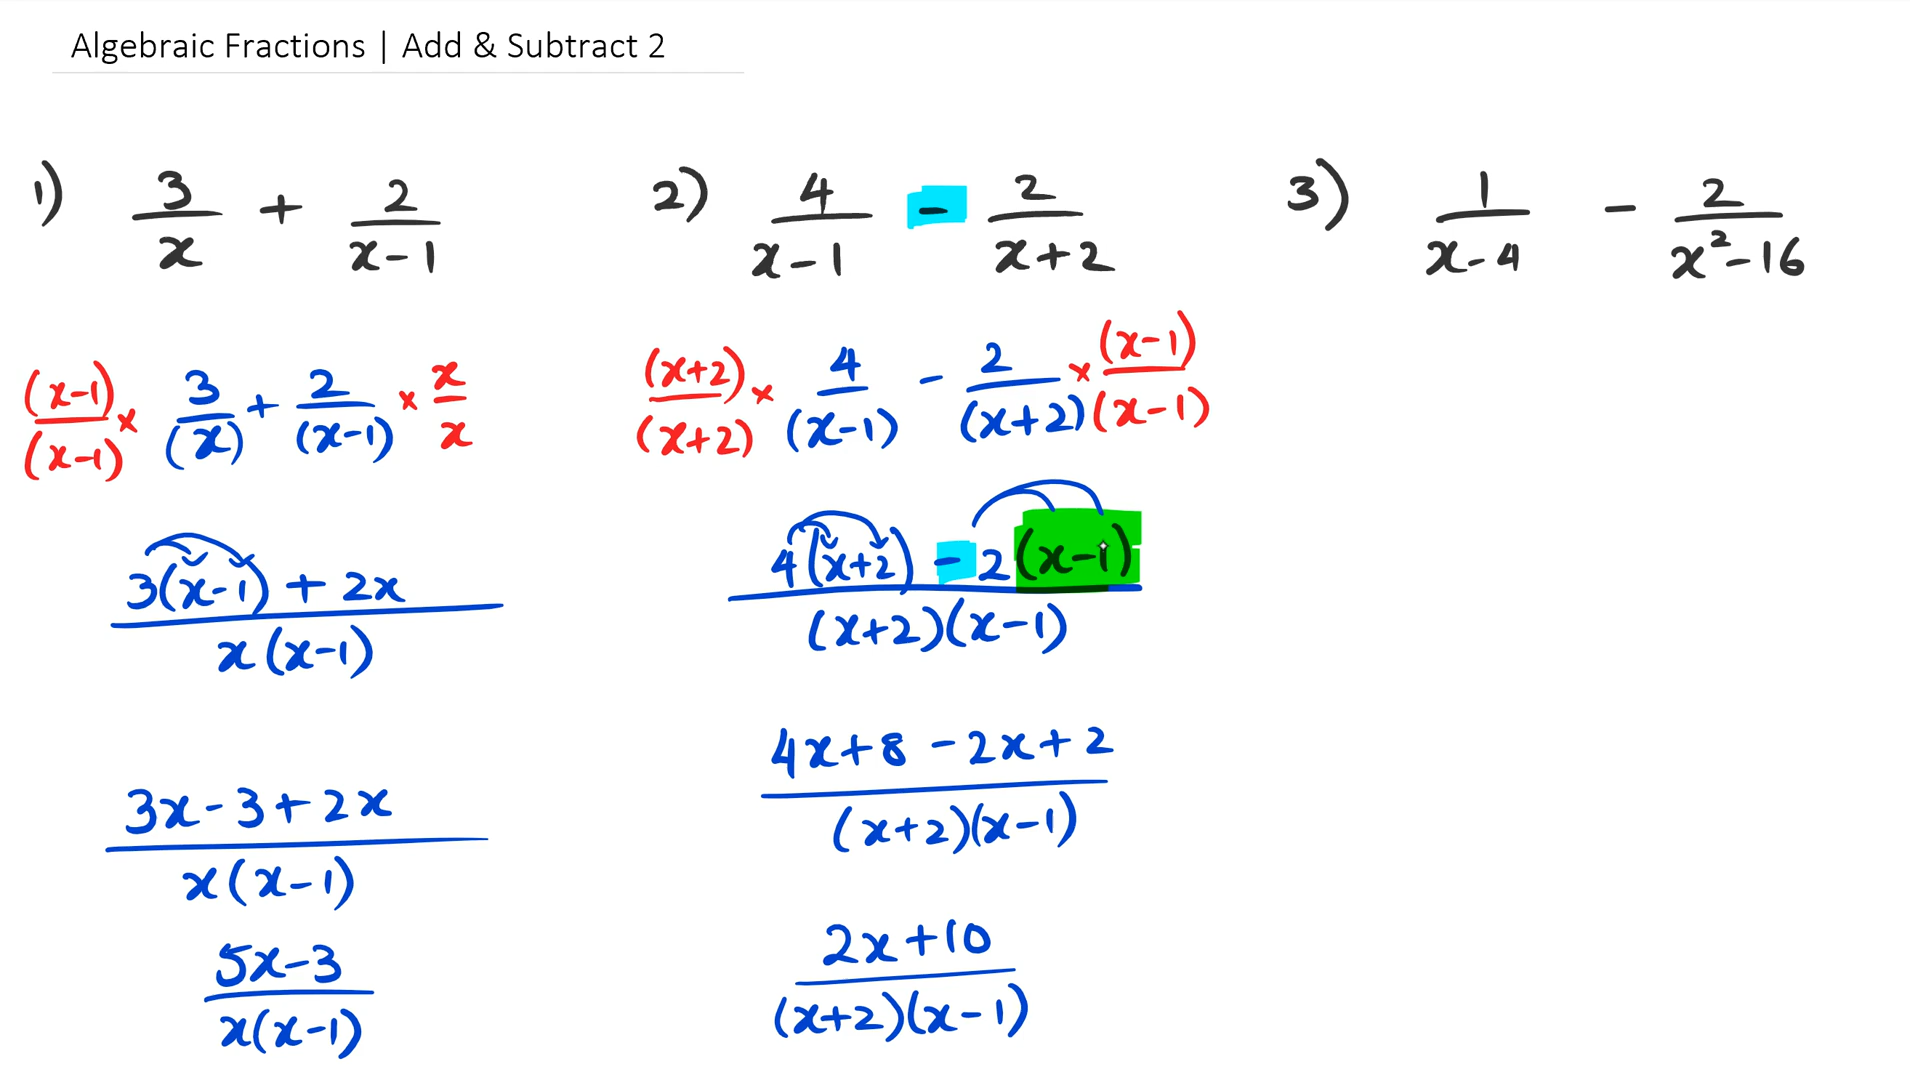 Algebraic Fractions | Add & Subtract 2
1) 3/x + 2/(x-1)
(x-1)/(x-1) × 3/(x) + 2/(x-1) × x/x
(3(x-1) + 2x)/(x(x-1))
(3x-3+2x)/(x(x-1))
(5x-3)/(x(x-1))
2) 4/(x-1) - 2/(x+2)
(x+2)/(x+2) × 4/(x-1) - 2/(x+2) × (x-1)/(x-1)
(4(x+2) - 2(x-1))/((x+2)(x-1))
(4x+8-2x+2)/((x+2)(x-1))
(2x+10)/((x+2)(x-1))
3) 1/(x-4) - 2/(x²-16)